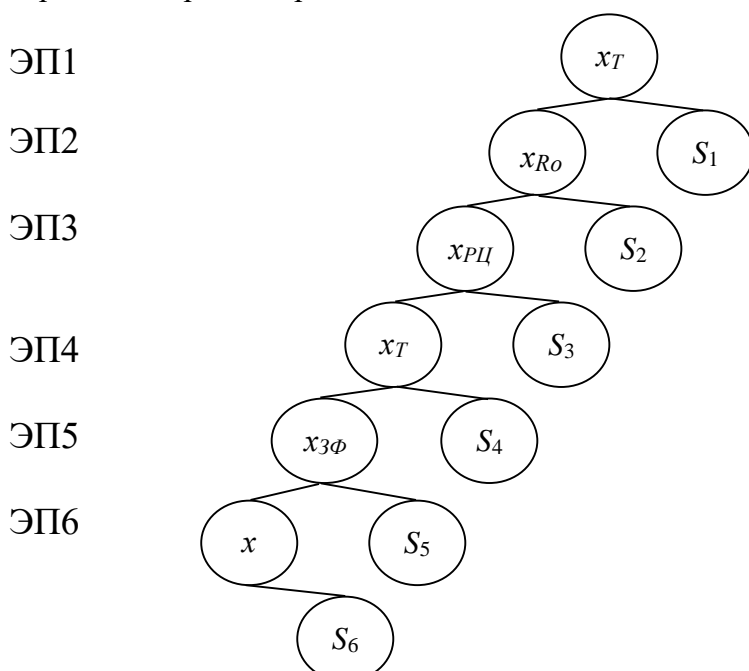 ЭП1
x_T
ЭП2
x_Ro
S_1
ЭП3
x_РЦ
S_2
ЭП4
x_T
S_3
ЭП5
x_ЗФ
S_4
ЭП6
x
S_5
S_6